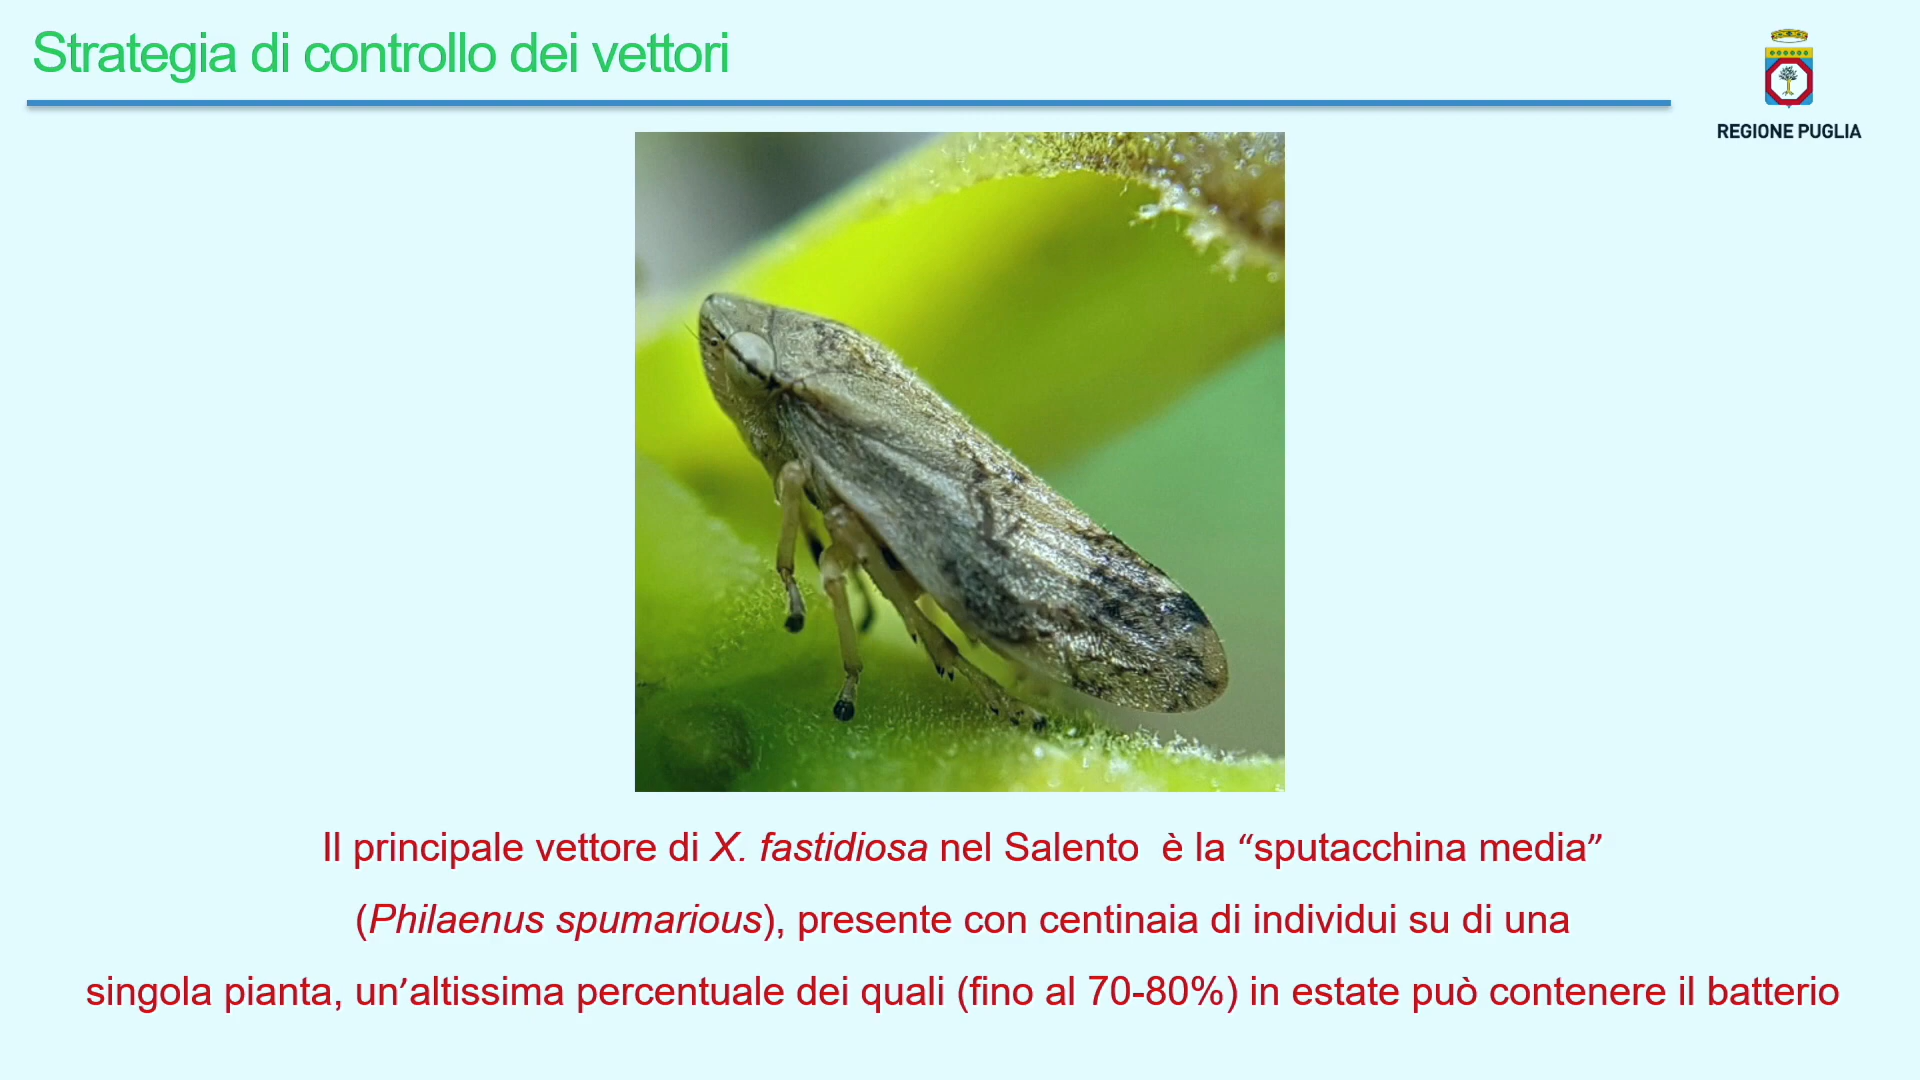 Strategia di controllo dei vettori
REGIONE PUGLIA
Il principale vettore di X. fastidiosa nel Salento  è la “sputacchina media”
(Philaenus spumarious), presente con centinaia di individui su di una
singola pianta, un’altissima percentuale dei quali (fino al 70-80%) in estate può contenere il batterio